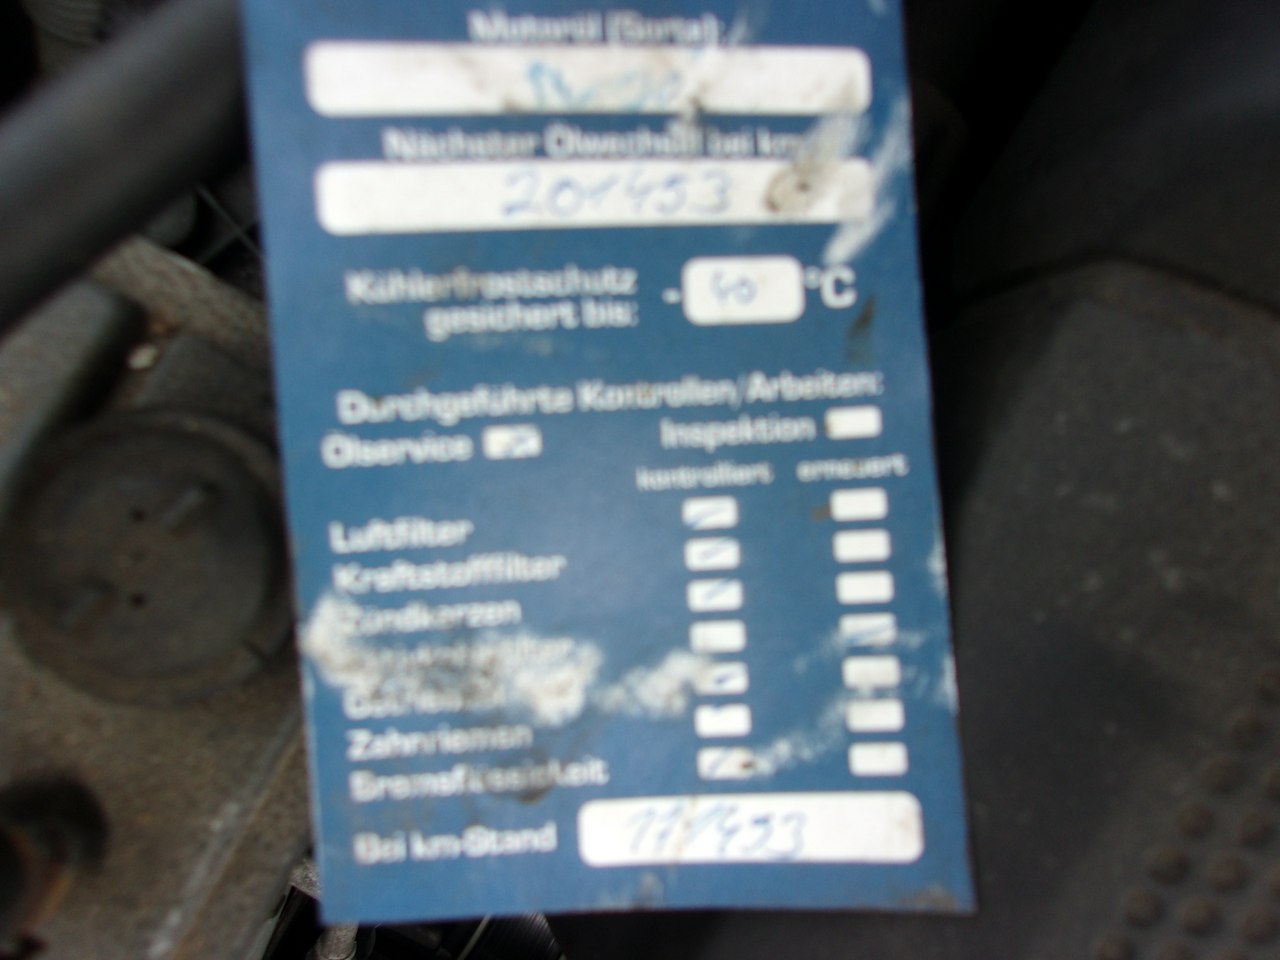 Motoröl (Sorte):
Nächster Ölwechsel bei km:
201453
Kühlerfrostschutz
gesichert bis: - 40 °C
Durchgeführte Kontrollen/Arbeiten:
Ölservice Inspektion
kontrolliert erneuert
Luftfilter
Kraftstofffilter
Zündkerzen
Zahnriemen
Bremsflüssigkeit
Bei km-Stand